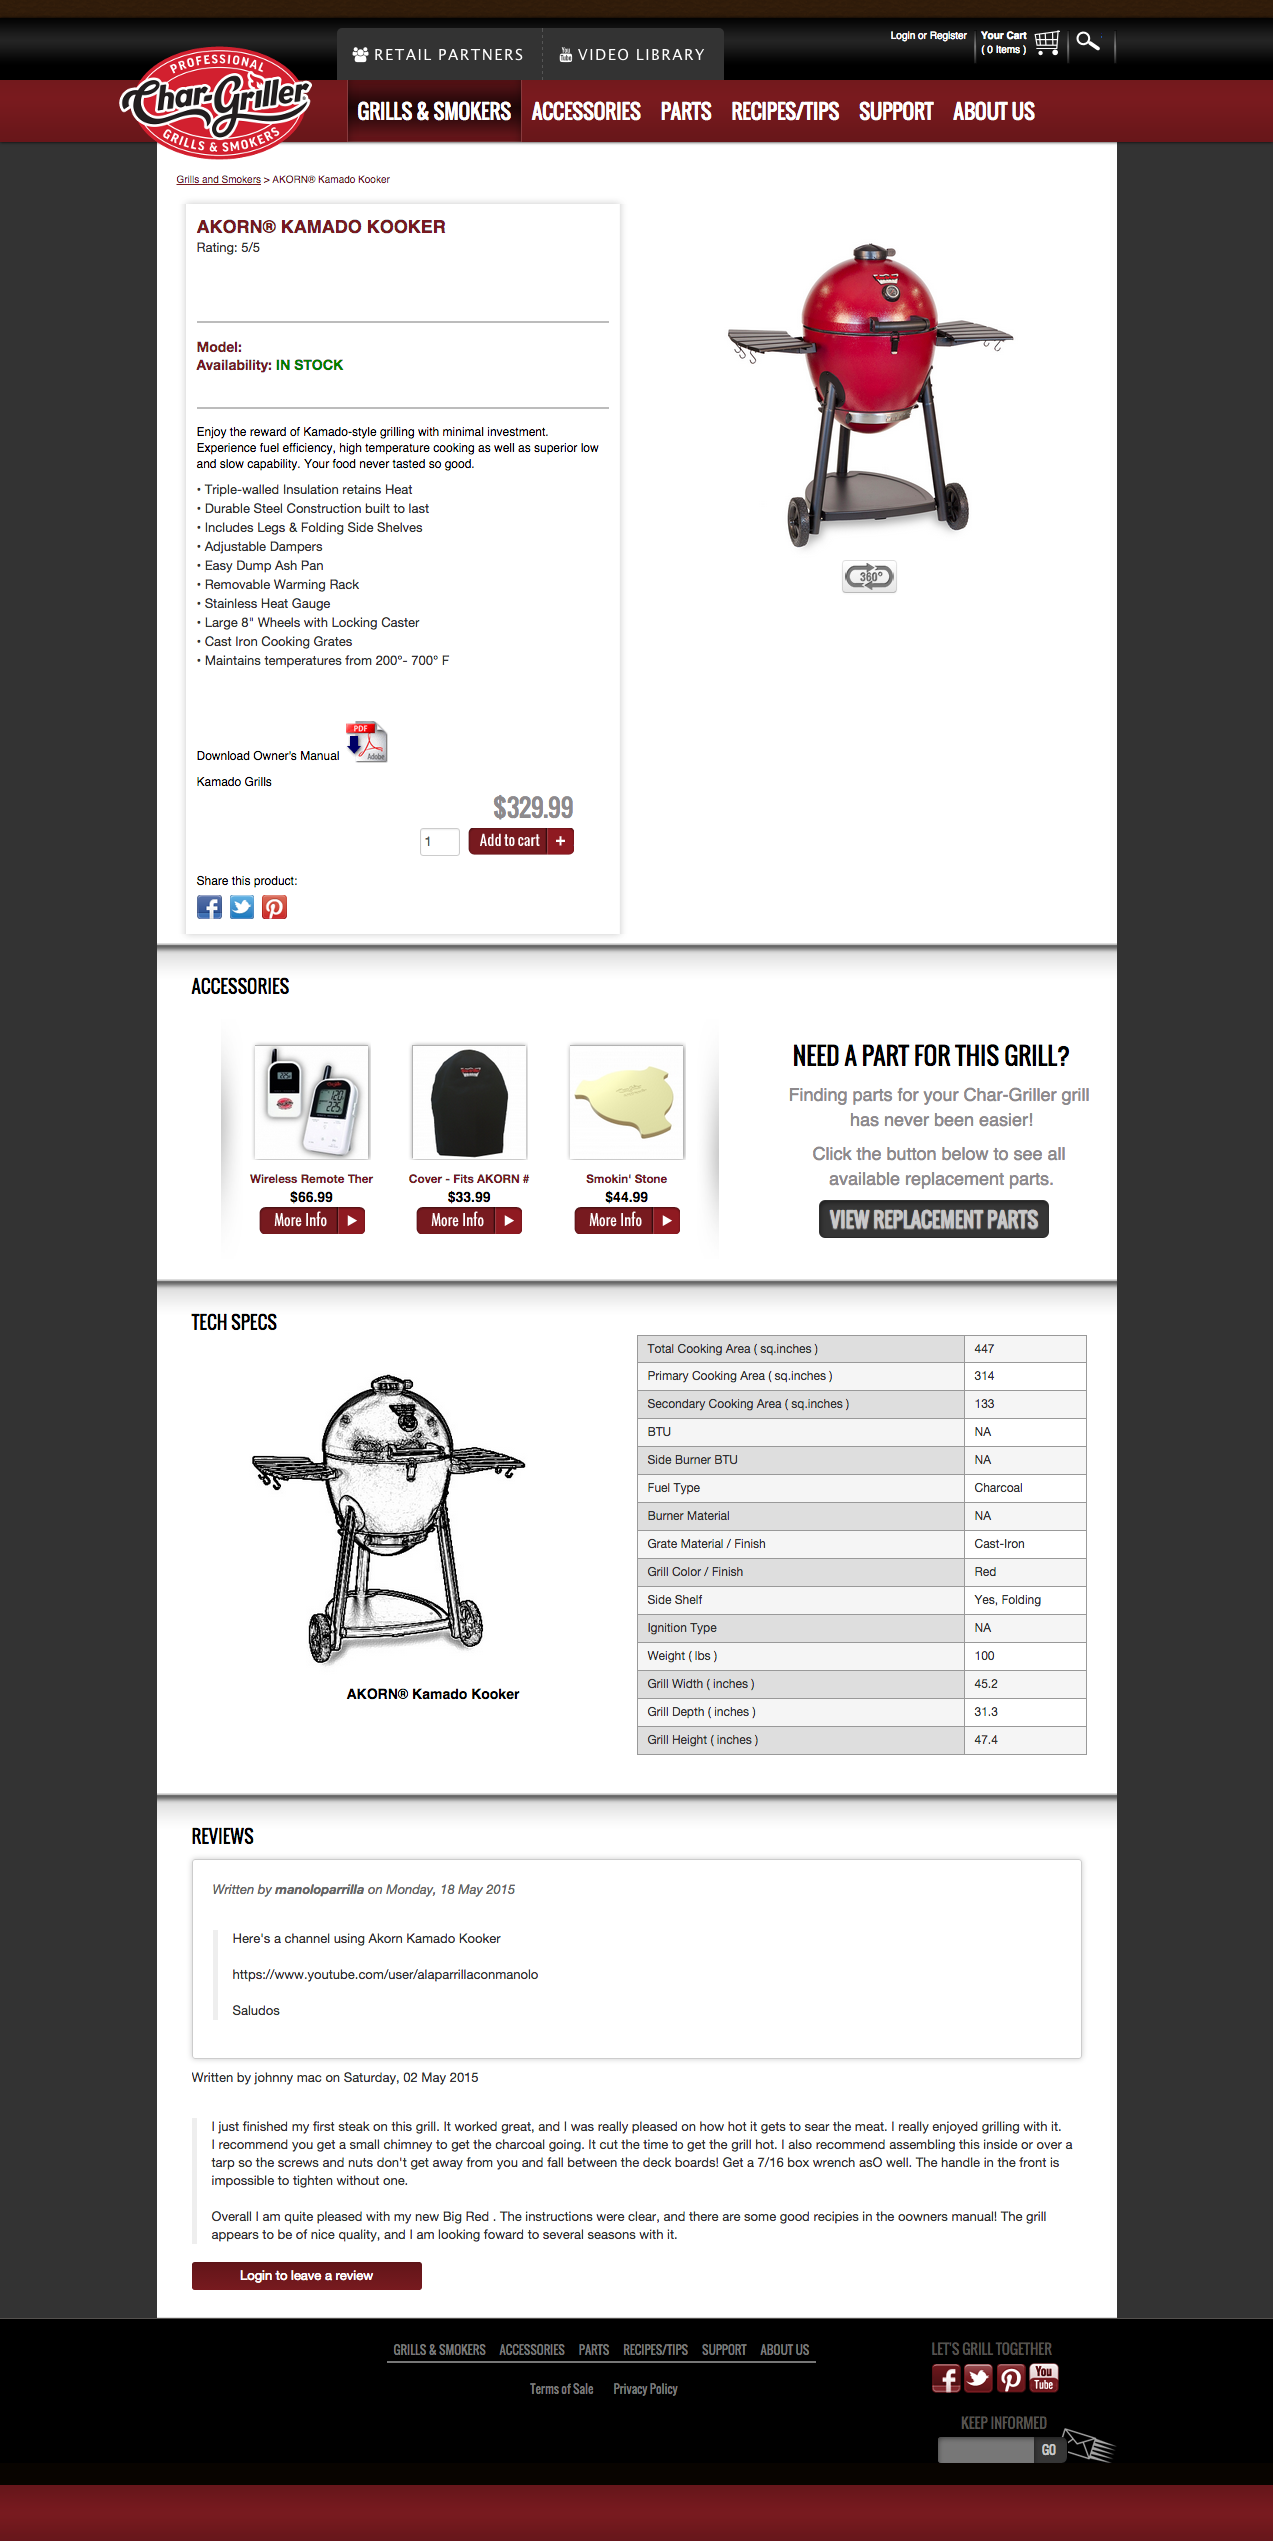 RETAIL PARTNERS
VIDEO LIBRARY
Login or Register
Your Cart
( 0 Items )
PROFESSIONAL
Char-Griller
GRILLS & SMOKERS
GRILLS & SMOKERS
ACCESSORIES
PARTS
RECIPES/TIPS
SUPPORT
ABOUT US
Grills and Smokers > AKORN® Kamado Kooker
AKORN® KAMADO KOOKER
Rating: 5/5
Model:
Availability: IN STOCK
Enjoy the reward of Kamado-style grilling with minimal investment.
Experience fuel efficiency, high temperature cooking as well as superior low
and slow capability. Your food never tasted so good.
• Triple-walled Insulation retains Heat
• Durable Steel Construction built to last
• Includes Legs & Folding Side Shelves
• Adjustable Dampers
• Easy Dump Ash Pan
• Removable Warming Rack
• Stainless Heat Gauge
• Large 8" Wheels with Locking Caster
• Cast Iron Cooking Grates
• Maintains temperatures from 200°- 700° F
360°
Download Owner's Manual
PDF
Adobe
Kamado Grills
$329.99
1
Add to cart +
Share this product:
ACCESSORIES
Wireless Remote Ther
$66.99
More Info
Cover - Fits AKORN #
$33.99
More Info
Smokin' Stone
$44.99
More Info
NEED A PART FOR THIS GRILL?
Finding parts for your Char-Griller grill
has never been easier!
Click the button below to see all
available replacement parts.
VIEW REPLACEMENT PARTS
TECH SPECS
AKORN® Kamado Kooker
Total Cooking Area ( sq.inches ) 447
Primary Cooking Area ( sq.inches ) 314
Secondary Cooking Area ( sq.inches ) 133
BTU NA
Side Burner BTU NA
Fuel Type Charcoal
Burner Material NA
Grate Material / Finish Cast-Iron
Grill Color / Finish Red
Side Shelf Yes, Folding
Ignition Type NA
Weight ( lbs ) 100
Grill Width ( inches ) 45.2
Grill Depth ( inches ) 31.3
Grill Height ( inches ) 47.4
REVIEWS
Written by manoloparrilla on Monday, 18 May 2015
Here's a channel using Akorn Kamado Kooker
https://www.youtube.com/user/alaparrillaconmanolo
Saludos
Written by johnny mac on Saturday, 02 May 2015
I just finished my first steak on this grill. It worked great, and I was really pleased on how hot it gets to sear the meat. I really enjoyed grilling with it.
I recommend you get a small chimney to get the charcoal going. It cut the time to get the grill hot. I also recommend assembling this inside or over a
tarp so the screws and nuts don't get away from you and fall between the deck boards! Get a 7/16 box wrench asO well. The handle in the front is
impossible to tighten without one.
Overall I am quite pleased with my new Big Red . The instructions were clear, and there are some good recipies in the oowners manual! The grill
appears to be of nice quality, and I am looking foward to several seasons with it.
Login to leave a review
GRILLS & SMOKERS
ACCESSORIES
PARTS
RECIPES/TIPS
SUPPORT
ABOUT US
Terms of Sale
Privacy Policy
LET'S GRILL TOGETHER
You
Tube
KEEP INFORMED
GO